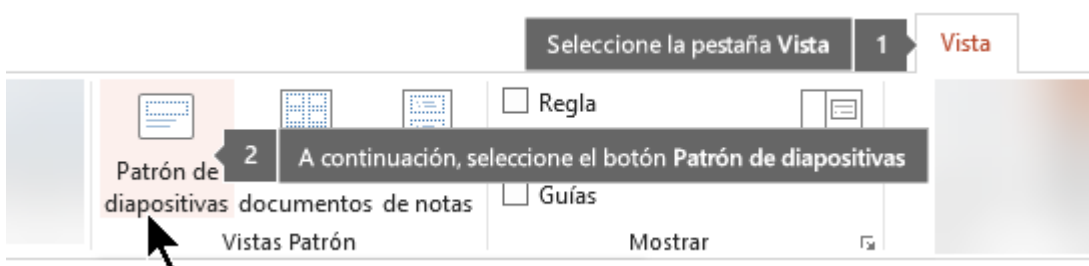 Seleccione la pestaña Vista 1 Vista
Regla
2 A continuación, seleccione el botón Patrón de diapositivas
Patrón de
diapositivas documentos de notas
Guías
Vistas Patrón
Mostrar